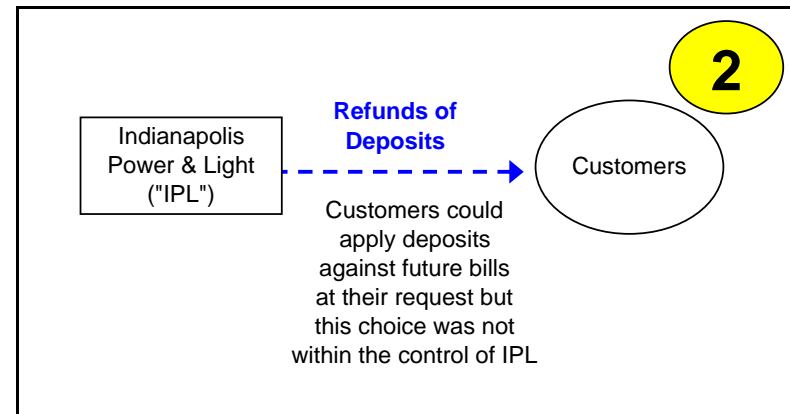 2
Refunds of
Deposits
Indianapolis
Power & Light
("IPL")
Customers
Customers could
apply deposits
against future bills
at their request but
this choice was not
within the control of IPL